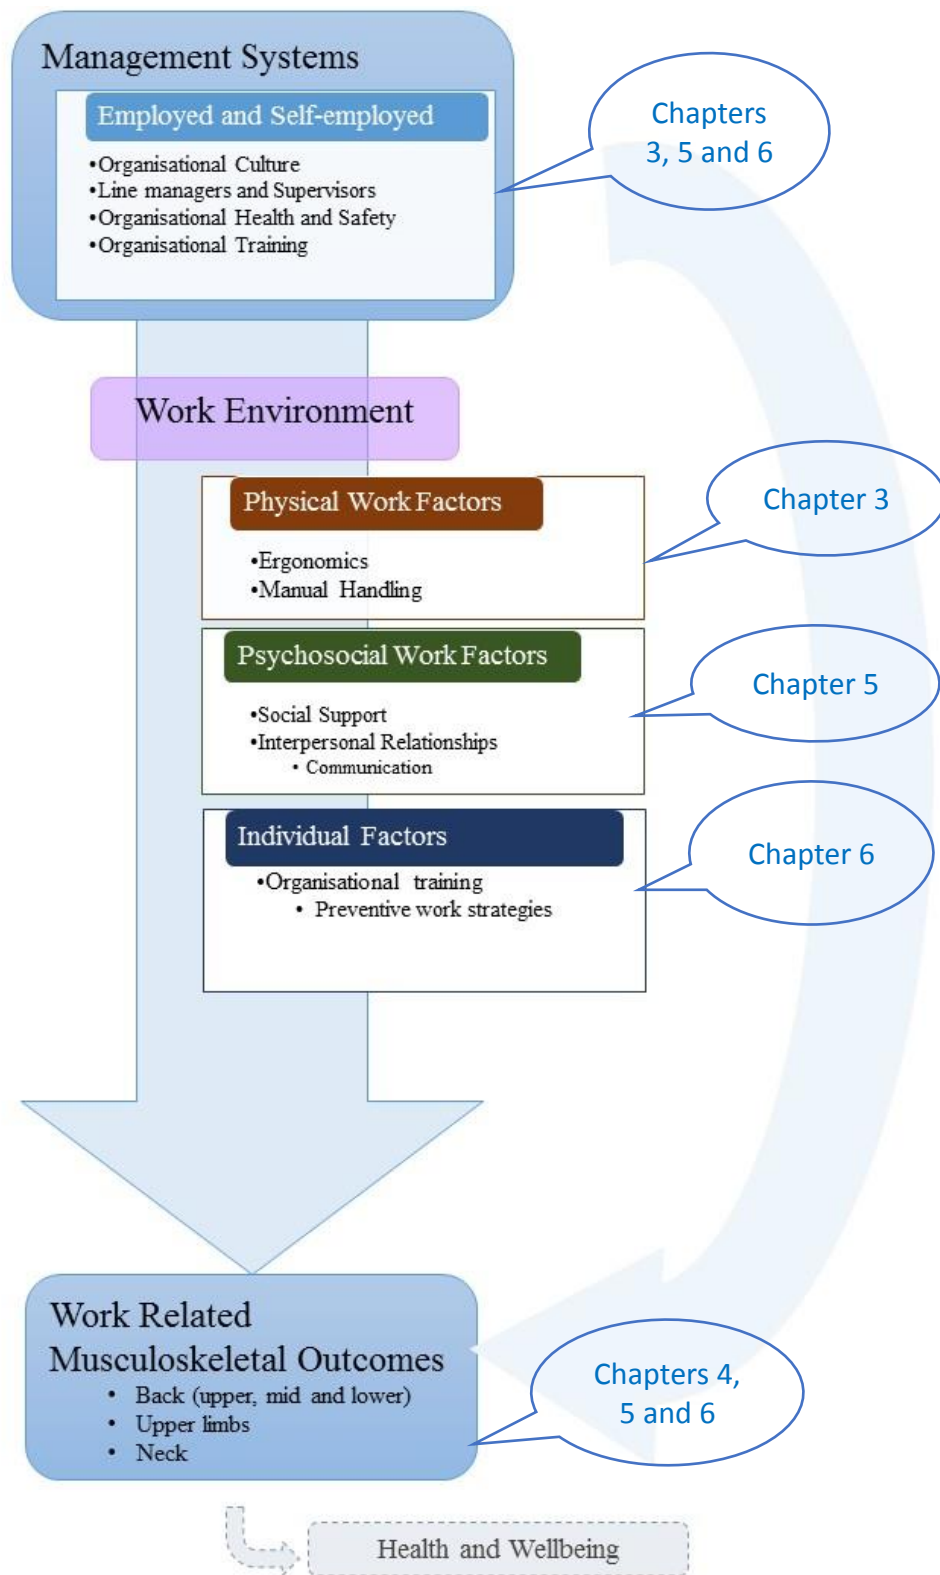 Management Systems
Employed and Self-employed
•Organisational Culture
•Line managers and Supervisors
•Organisational Health and Safety
•Organisational Training
Chapters
3, 5 and 6
Work Environment
Physical Work Factors
•Ergonomics
•Manual Handling
Chapter 3
Psychosocial Work Factors
•Social Support
•Interpersonal Relationships
• Communication
Chapter 5
Individual Factors
•Organisational training
• Preventive work strategies
Chapter 6
Work Related
Musculoskeletal Outcomes
• Back (upper, mid and lower)
• Upper limbs
• Neck
Chapters 4,
5 and 6
Health and Wellbeing